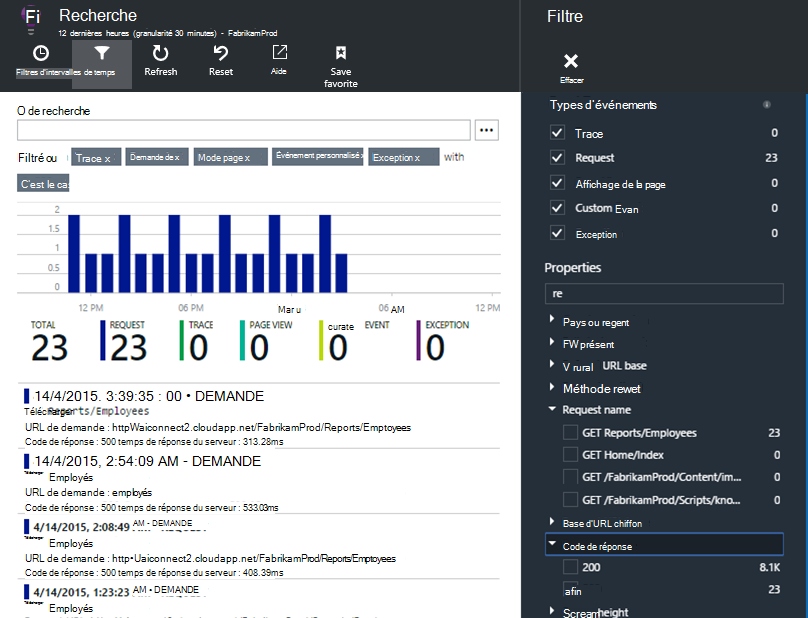 Fi Recherche
12 dernières heures (granularité 30 minutes) - FabrikamProd
Filtres d'intervalles de temps
Refresh
Reset
Aide
Save favorite
O de recherche
...
Filtré ou Trace x Demande de x Mode page x Événement personnalisé x Exception x with
C'est le cas
2
1.5
1
0.5
0
12 PM 06 PM Mar u 06 AM 12 PM
TOTAL REQUEST TRACE PAGE VIEW curate EVENT EXCEPTION
23 23 0 0 0 0
14/4/2015. 3:39:35 : 00 • DEMANDE
Télécharger Reports/Employees
URL de demande : httpWaiconnect2.cloudapp.net/FabrikamProd/Reports/Emptoyees
Code de réponse : 500 temps de réponse du serveur : 313.28ms
14/4/2015, 2:54:09 AM - DEMANDE
Employés
URL de demande : employés
Code de réponse : 500 temps de réponse du serveur : 533.03ms
4/14/2015, 2:08:49 AM - DEMANDE
Employés
URL de demande : http•Uaiconnect2.cloudapp.net/FabrikamProd/Reports/Emptoyees
Code de réponse : 500 temps de réponse du serveur : 408.39ms
4/14/2015, 1:23:23 AM • DEMANDE
Employés
Filtre
Effacer
Types d'événements
Trace 0
Request 23
Affichage de la page 0
Custom Evan 0
Exception 0
Properties
re
Pays ou regent
FW présent
V rural URL base
Méthode rewet
Request name
GET Reports/Employees 23
GET Home/Index 0
GET /FabrikamProd/Content/im... 0
GET /FabrikamProd/Scripts/kno... 0
Base d'URL chiffon
Code de réponse
200 8.1K
afin 23
Screamheight